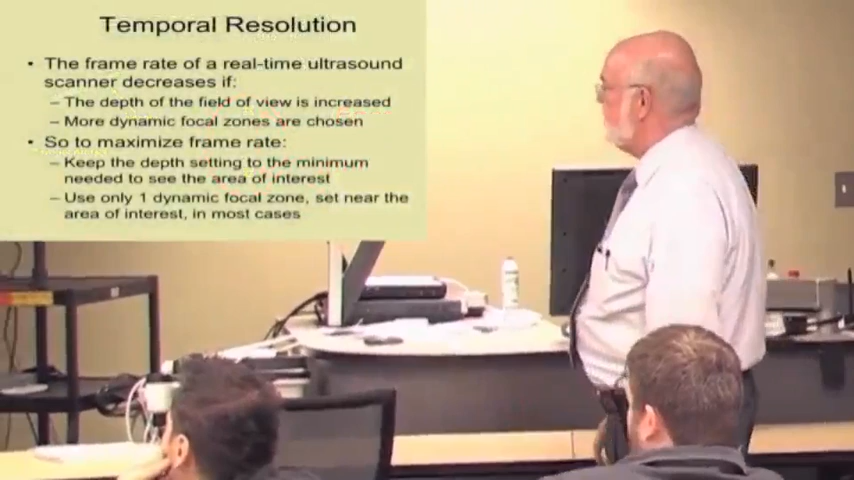 Temporal Resolution
• The frame rate of a real-time ultrasound
scanner decreases if:
– The depth of the field of view is increased
– More dynamic focal zones are chosen
• So to maximize frame rate:
– Keep the depth setting to the minimum
needed to see the area of interest
– Use only 1 dynamic focal zone, set near the
area of interest, in most cases